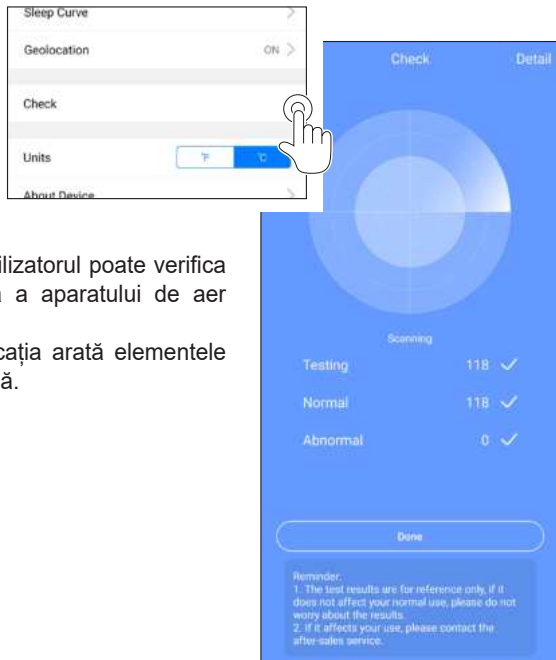 Sleep Curve
Geolocation ON
Check
Units °F °C
About Device
ilizatorul poate verifica
a aparatului de aer
cația arată elementele
ă.
Check Detail
Scanning
Testing 118
Normal 118
Abnormal 0
Done
Reminder:
1. The test results are for reference only, if it
does not affect your normal use, please do not
worry about the results.
2. If it affects your use, please contact the
after-sales service.